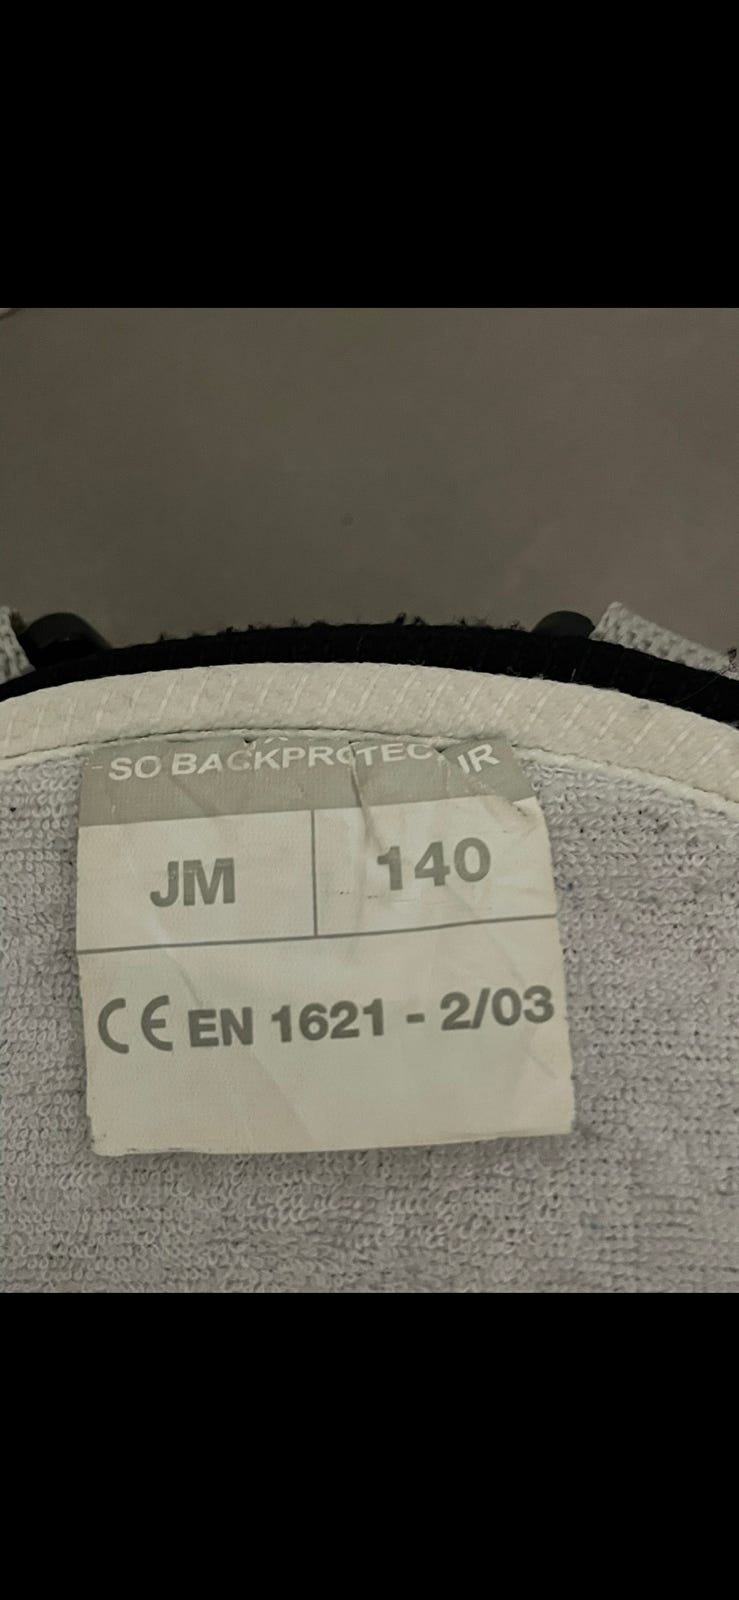 SO BACKPROTEC
JM 140
CE EN 1621 - 2/03